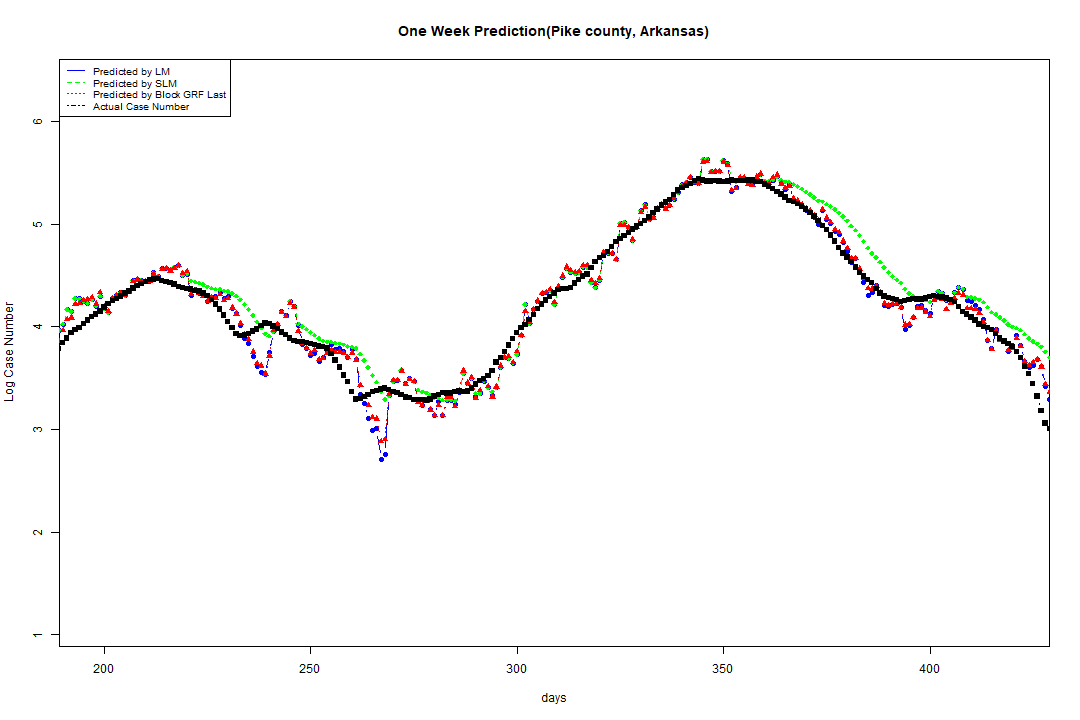 One Week Prediction(Pike county, Arkansas)
Predicted by LM
Predicted by SLM
Predicted by Block GRF Last
Actual Case Number
Log Case Number
6
5
4
3
2
1
200 250 300 350 400
days